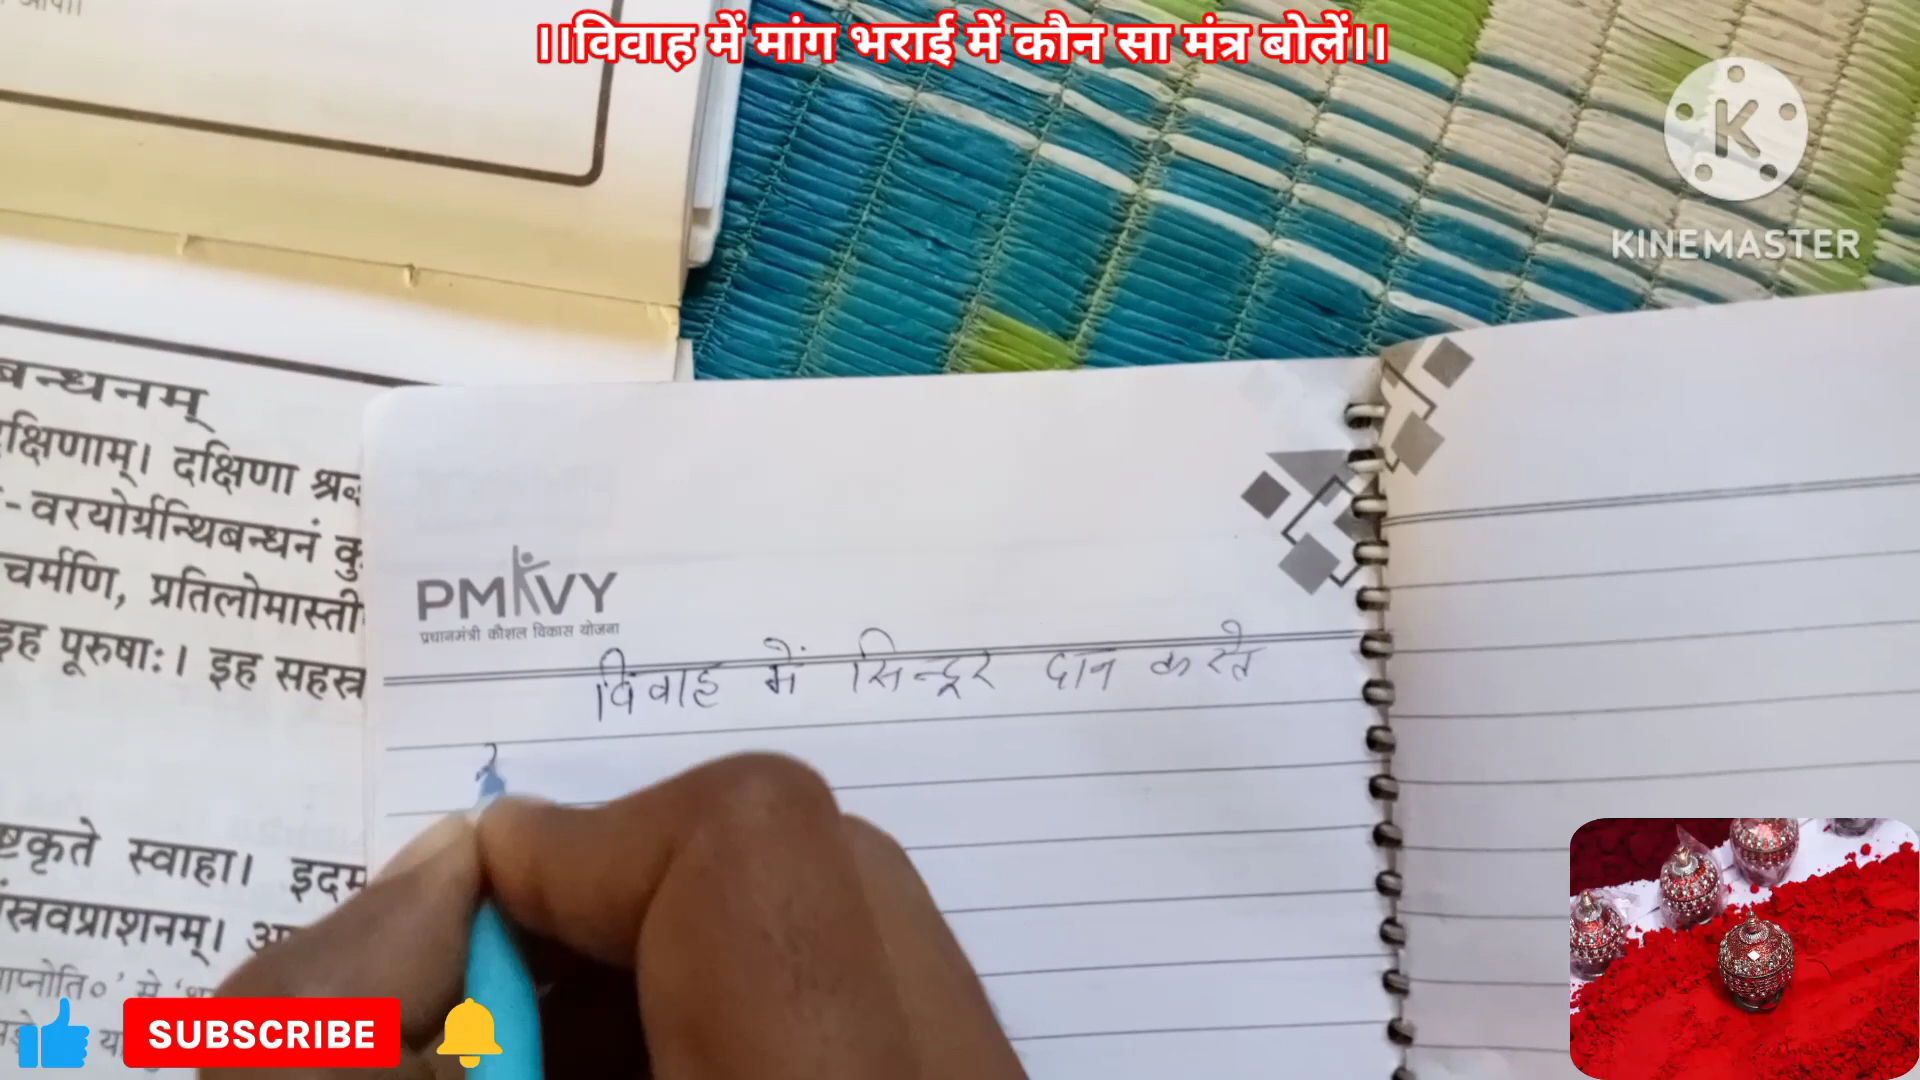 ।।विवाह में मांग भराई में कौन सा मंत्र बोलें।।
KINEMASTER
बन्धनम्
दक्षिणाम्। दक्षिणा
-वरयोर्ग्रन्थिबन्धनं
चर्मणि, प्रतिलोमास्ती
इह पूरुषाः। इह सहस्र
PMKVY
प्रधानमंत्री कौशल विकास योजना
विवाह में सिन्दूर दान करते
ष्टकृते स्वाहा। इदम
स्रवप्राशनम्।
SUBSCRIBE